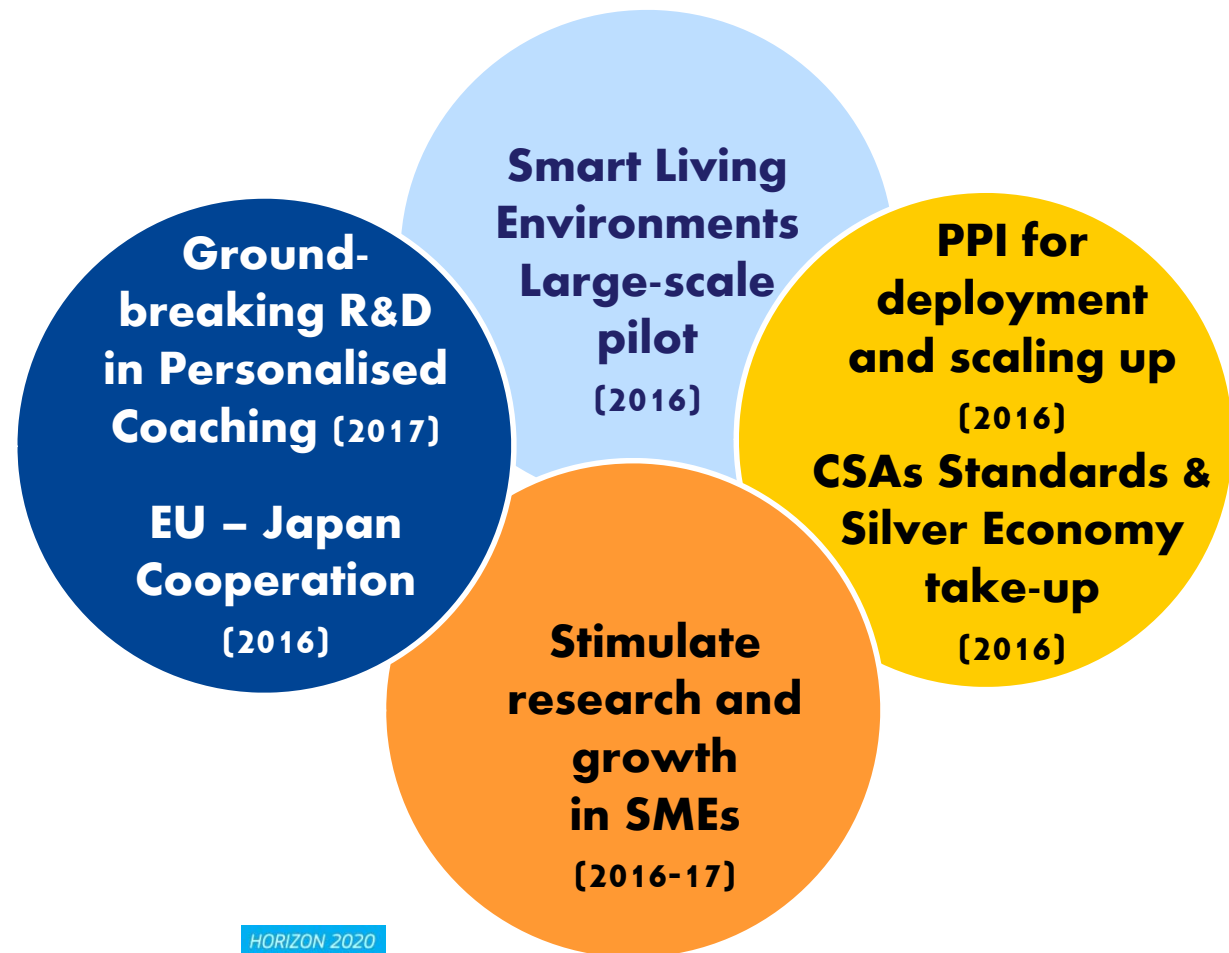 Smart Living
Environments
Large-scale
pilot
(2016)
Ground-
breaking R&D
in Personalised
Coaching (2017)
EU – Japan
Cooperation
(2016)
PPI for
deployment
and scaling up
(2016)
CSAs Standards &
Silver Economy
take-up
(2016)
Stimulate
research and
growth
in SMEs
(2016-17)
HORIZON 2020